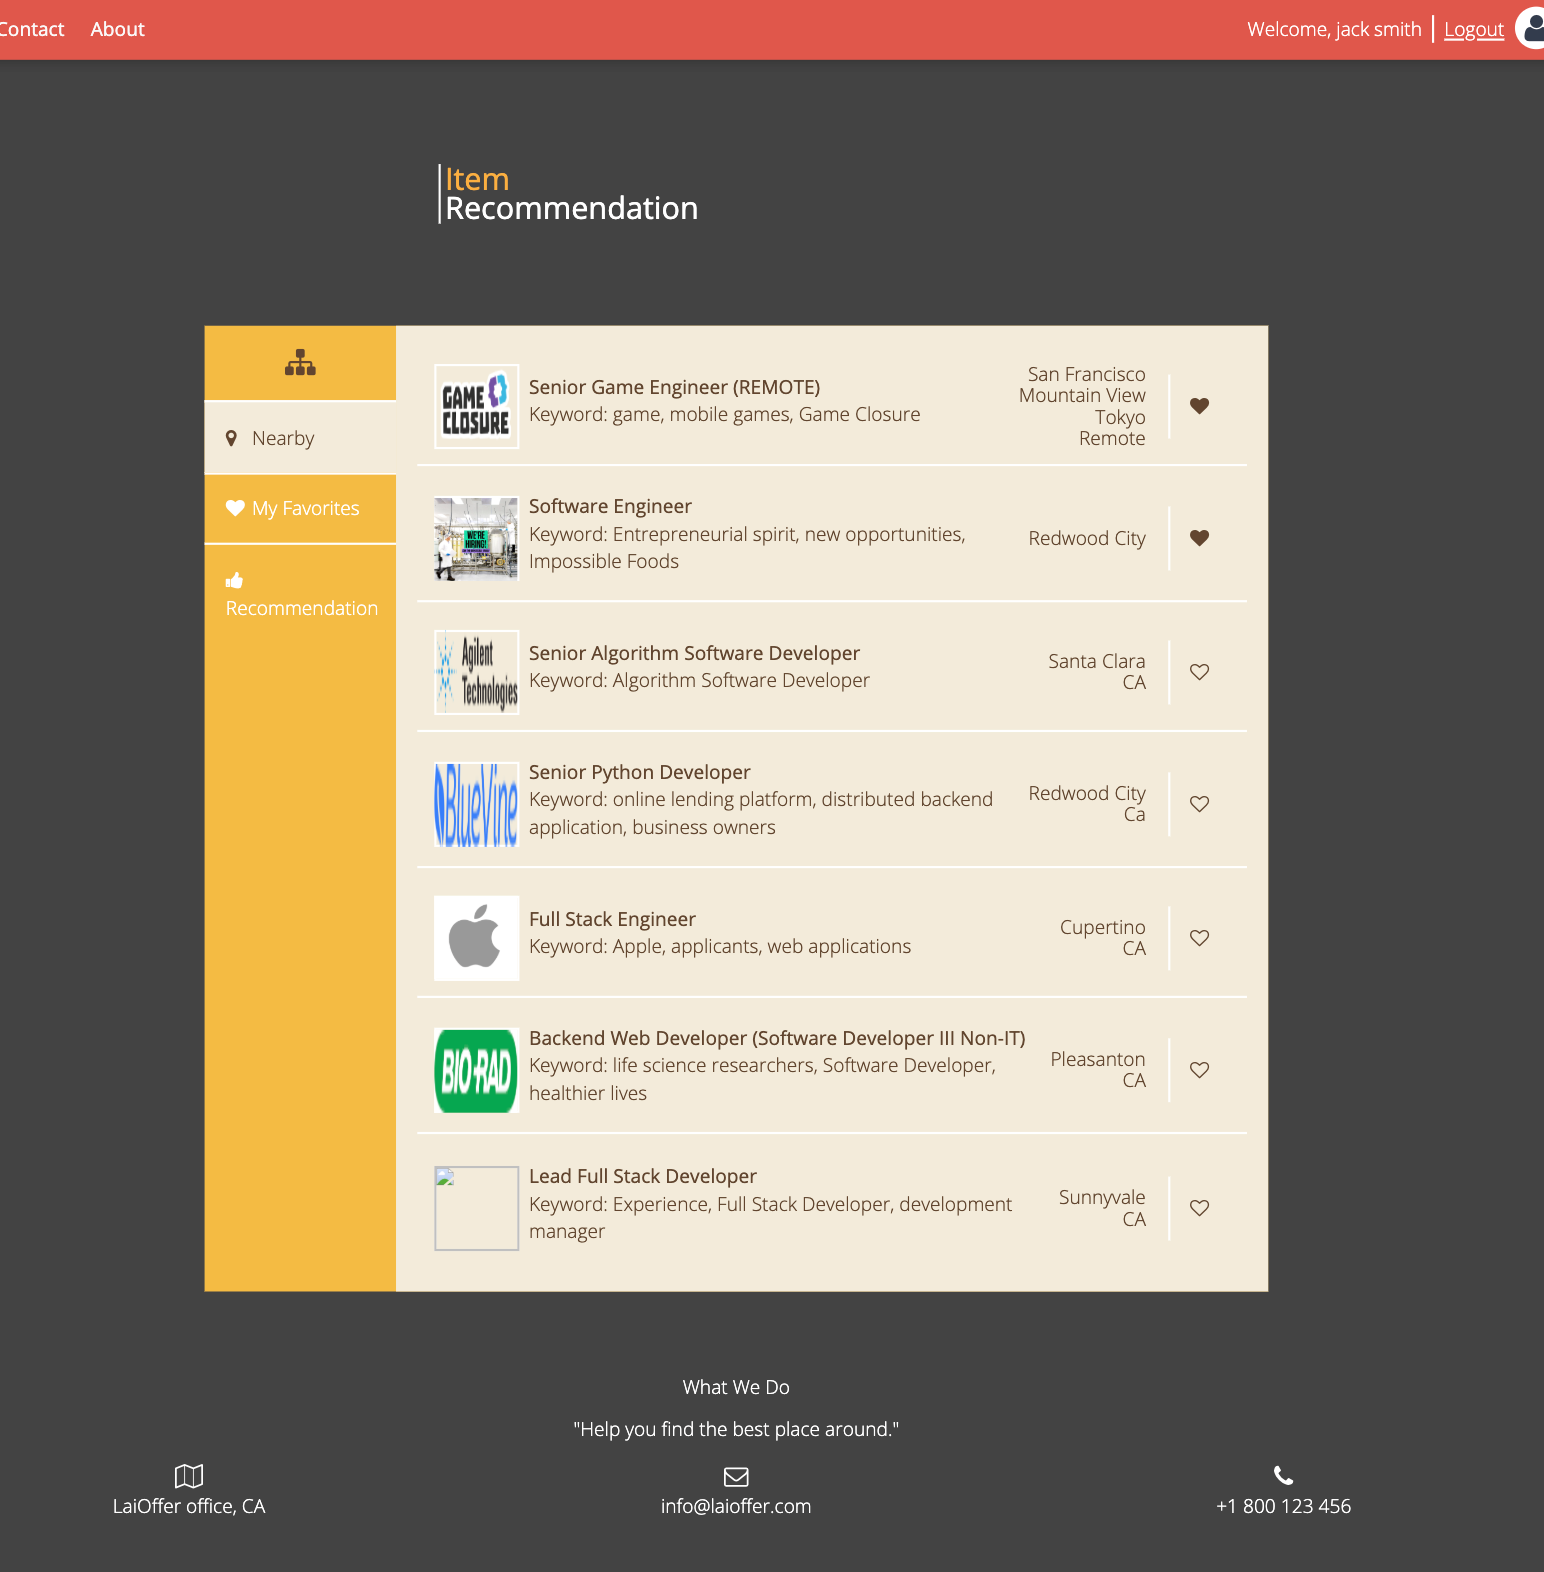 Contact About
Welcome, jack smith Logout
Item
Recommendation
Nearby
My Favorites
Recommendation
GAME
CLOSURE
Senior Game Engineer (REMOTE)
Keyword: game, mobile games, Game Closure
San Francisco
Mountain View
Tokyo
Remote
WE'RE
HIRING!
Software Engineer
Keyword: Entrepreneurial spirit, new opportunities,
Impossible Foods
Redwood City
Agilent
Technologies
Senior Algorithm Software Developer
Keyword: Algorithm Software Developer
Santa Clara
CA
BlueVine
Senior Python Developer
Keyword: online lending platform, distributed backend
application, business owners
Redwood City
Ca
Full Stack Engineer
Keyword: Apple, applicants, web applications
Cupertino
CA
BIO-RAD
Backend Web Developer (Software Developer III Non-IT)
Keyword: life science researchers, Software Developer,
healthier lives
Pleasanton
CA
Lead Full Stack Developer
Keyword: Experience, Full Stack Developer, development
manager
Sunnyvale
CA
What We Do
"Help you find the best place around."
LaiOffer office, CA
info@laioffer.com
+1 800 123 456